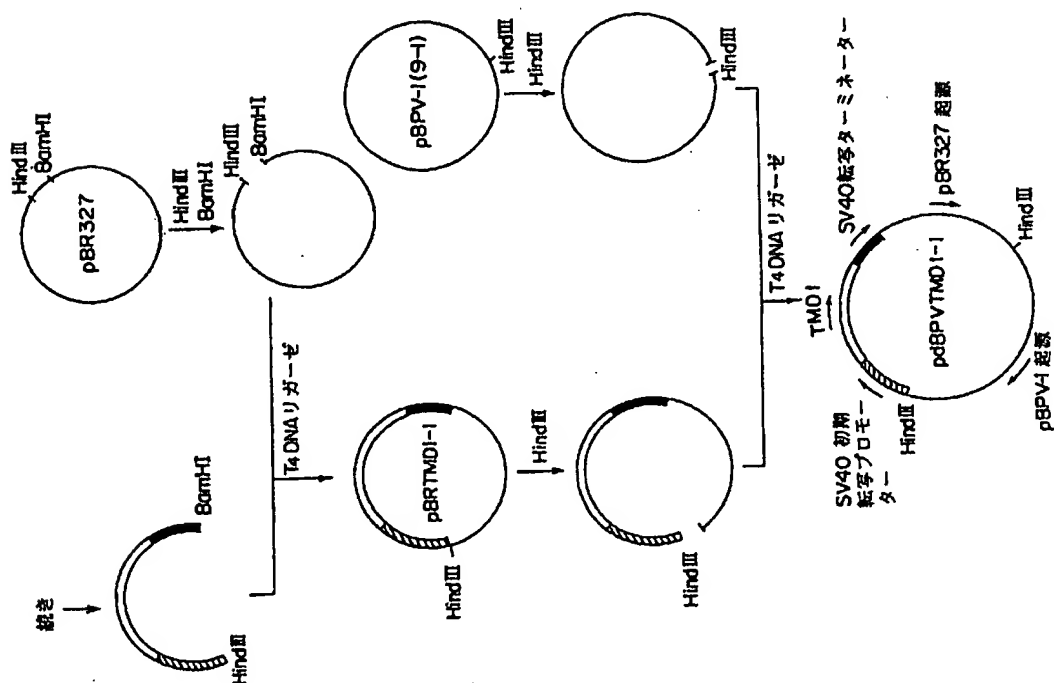 続き
HindⅢ
BamHI
pBR327
HindⅢ
BamHI
HindⅢ
BamHI
HindⅢ
BamHI
T4 DNAリガーゼ
pBRTMD1-1
HindⅢ
HindⅢ
HindⅢ
pBPV-1(9-1)
HindⅢ
HindⅢ
HindⅢ
T4 DNAリガーゼ
SV40 初期
転写プロモー
ター
TMD1
SV40転写ターミネーター
pBR327 起源
HindⅢ
pdBPVTMD1-1
HindⅢ
pBPV-1 起源